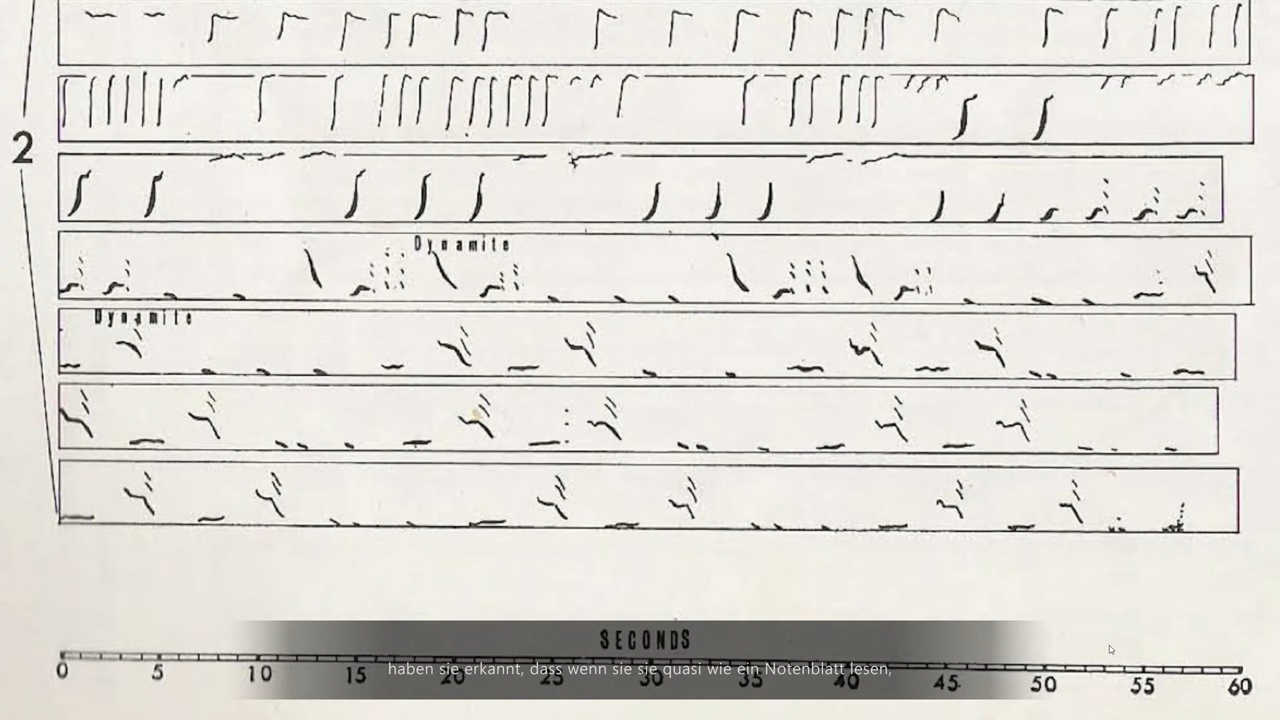 2
Dynamite
Dynamite
SECONDS
haben sie erkannt, dass wenn sie sie quasi wie ein Notenblatt lesen,
0 5 10 15 20 25 30 35 40 45 50 55 60